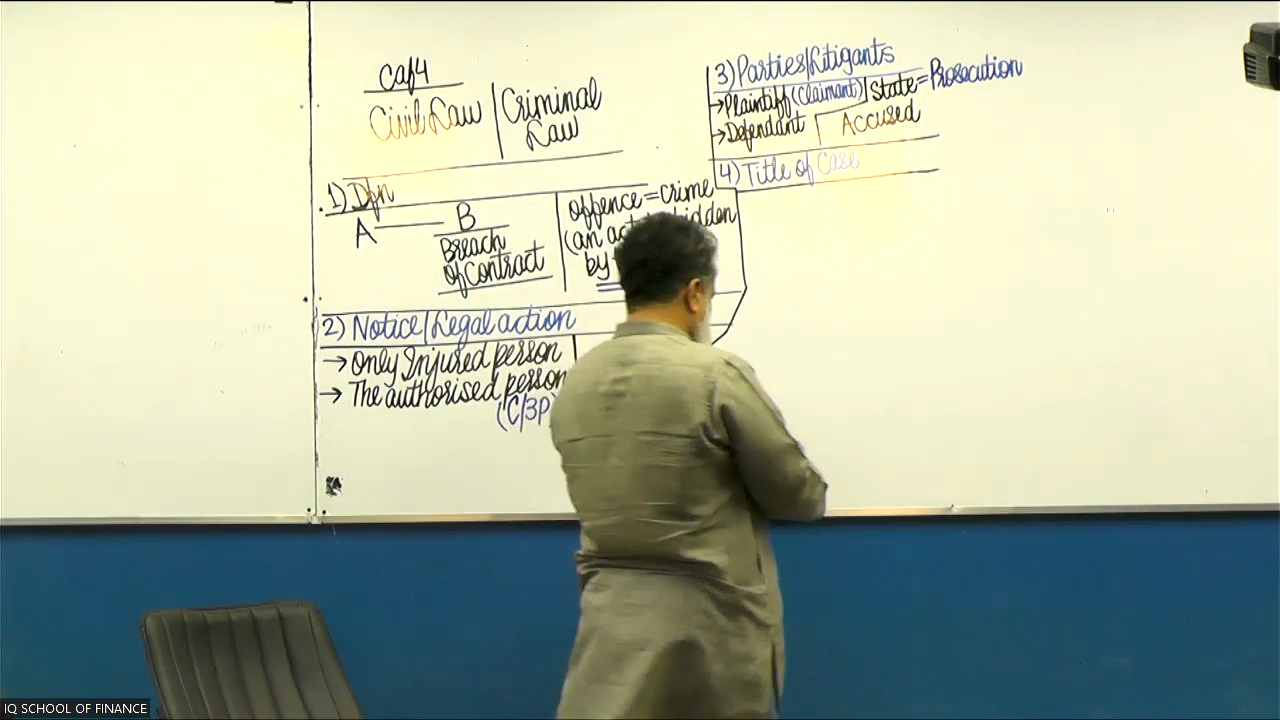 Caf4
Civil Law | Criminal
Law
1) Dfn
A — B
Breach
of Contract
offence = crime
(an act
bidden
by
2) Notice/Legal action
→ Only Injured person
→ The authorised person
(C/3P)
3) Parties/Litigants
→ Plaintiff (Claimant) | State = Prosecution
→ Defendant
Accused
4) Title of Case
IQ SCHOOL OF FINANCE